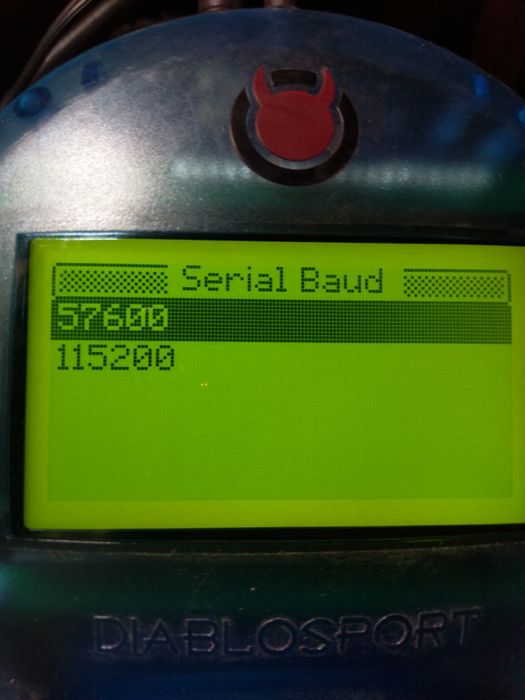 Serial Baud
57600
115200
DIABLOSPORT